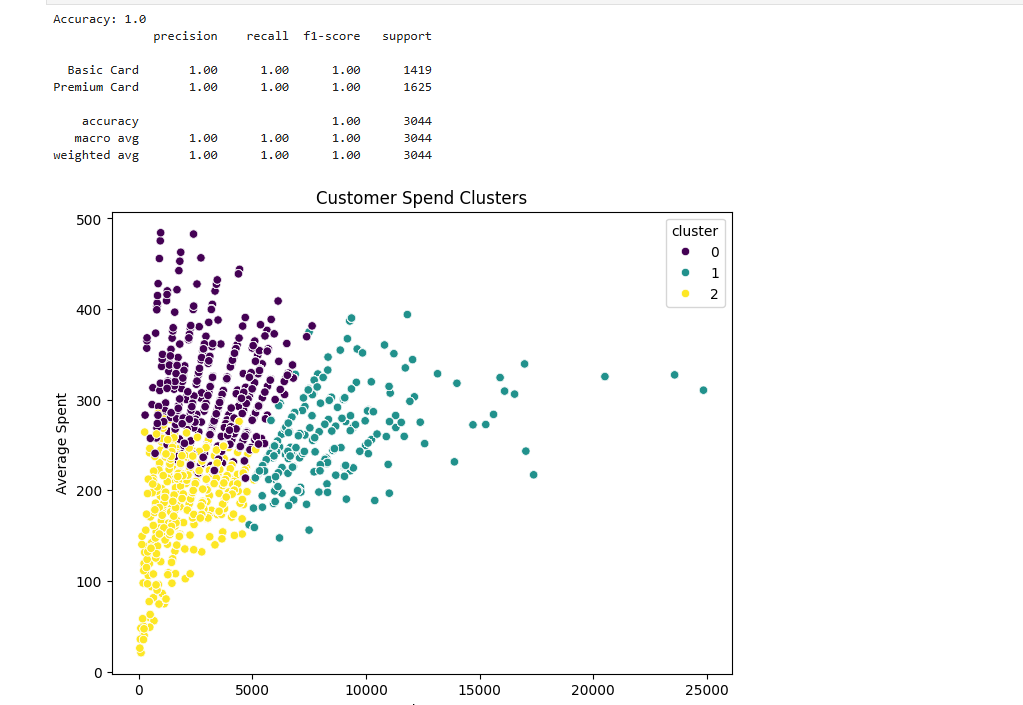 Accuracy: 1.0
precision recall f1-score support
Basic Card 1.00 1.00 1.00 1419
Premium Card 1.00 1.00 1.00 1625
accuracy 1.00 3044
macro avg 1.00 1.00 1.00 3044
weighted avg 1.00 1.00 1.00 3044
Customer Spend Clusters
500
400
300
200
100
0
Average Spent
cluster
0
1
2
0 5000 10000 15000 20000 25000